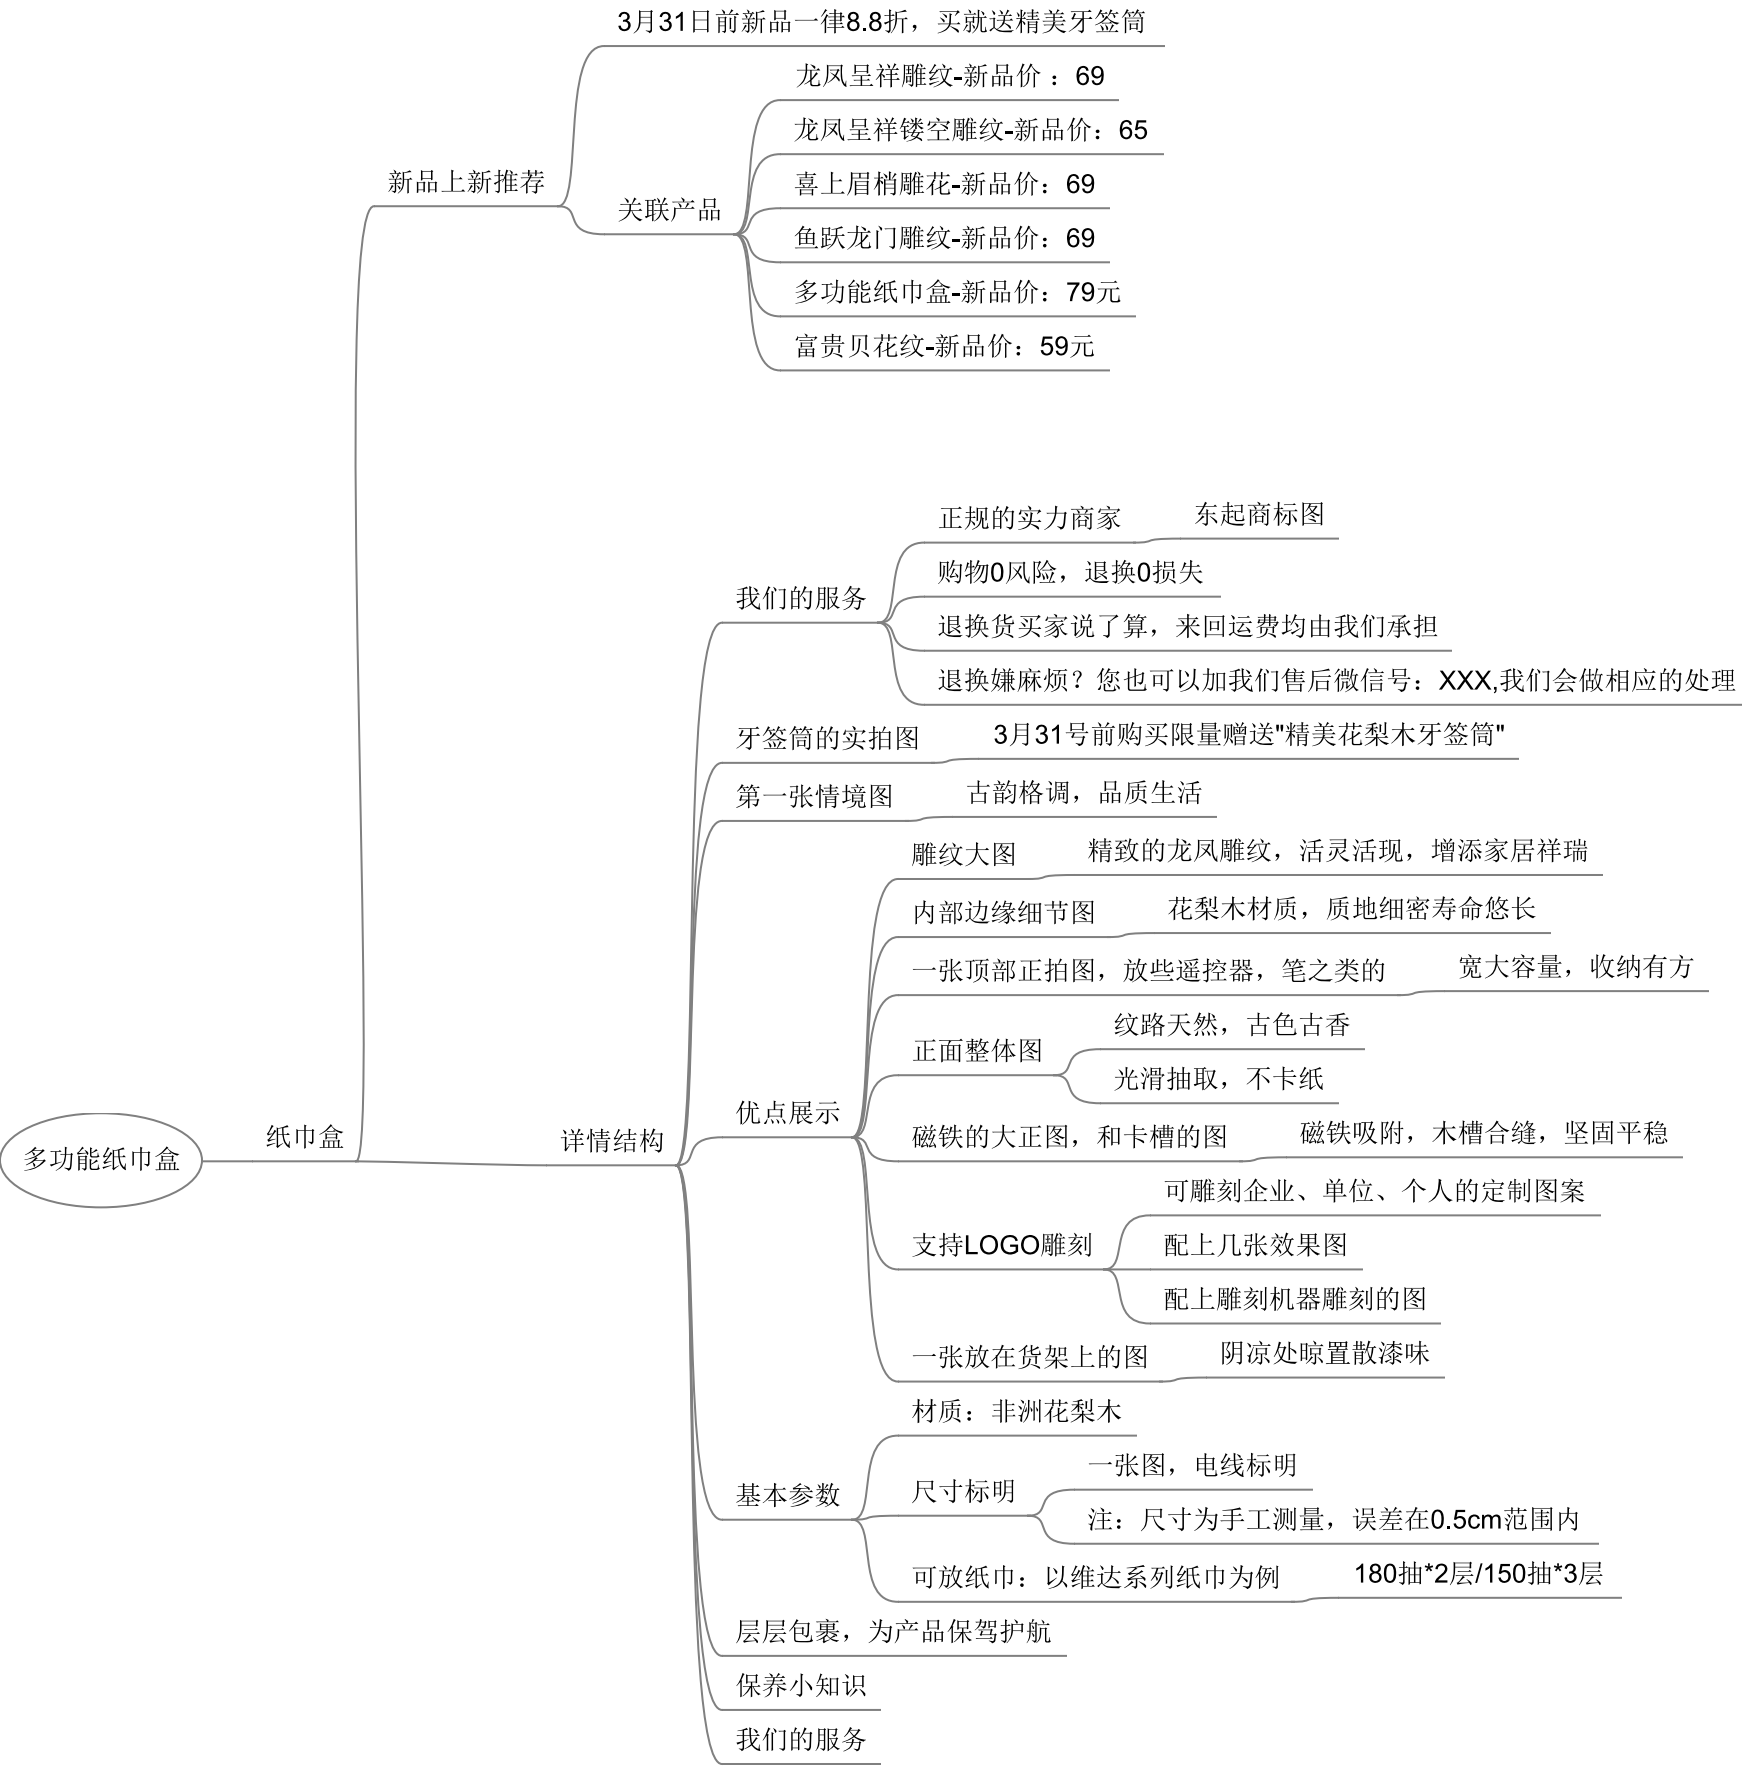 3月31日前新品一律8.8折，买就送精美牙签筒
龙凤呈祥雕纹-新品价 ：69
龙凤呈祥镂空雕纹-新品价：65
新品上新推荐
喜上眉梢雕花-新品价：69
关联产品
鱼跃龙门雕纹-新品价：69
多功能纸巾盒-新品价：79元
富贵贝花纹-新品价：59元
正规的实力商家
东起商标图
购物0风险，退换0损失
我们的服务
退换货买家说了算，来回运费均由我们承担
退换嫌麻烦？您也可以加我们售后微信号：XXX,我们会做相应的处理
牙签筒的实拍图
3月31号前购买限量赠送"精美花梨木牙签筒"
第一张情境图
古韵格调，品质生活
雕纹大图
精致的龙凤雕纹，活灵活现，增添家居祥瑞
内部边缘细节图
花梨木材质，质地细密寿命悠长
一张顶部正拍图，放些遥控器，笔之类的
宽大容量，收纳有方
纹路天然，古色古香
正面整体图
光滑抽取，不卡纸
优点展示
多功能纸巾盒
纸巾盒
详情结构
磁铁的大正图，和卡槽的图
磁铁吸附，木槽合缝，坚固平稳
可雕刻企业、单位、个人的定制图案
支持LOGO雕刻
配上几张效果图
配上雕刻机器雕刻的图
一张放在货架上的图
阴凉处晾置散漆味
材质：非洲花梨木
一张图，电线标明
基本参数
尺寸标明
注：尺寸为手工测量，误差在0.5cm范围内
可放纸巾：以维达系列纸巾为例
180抽*2层/150抽*3层
层层包裹，为产品保驾护航
保养小知识
我们的服务